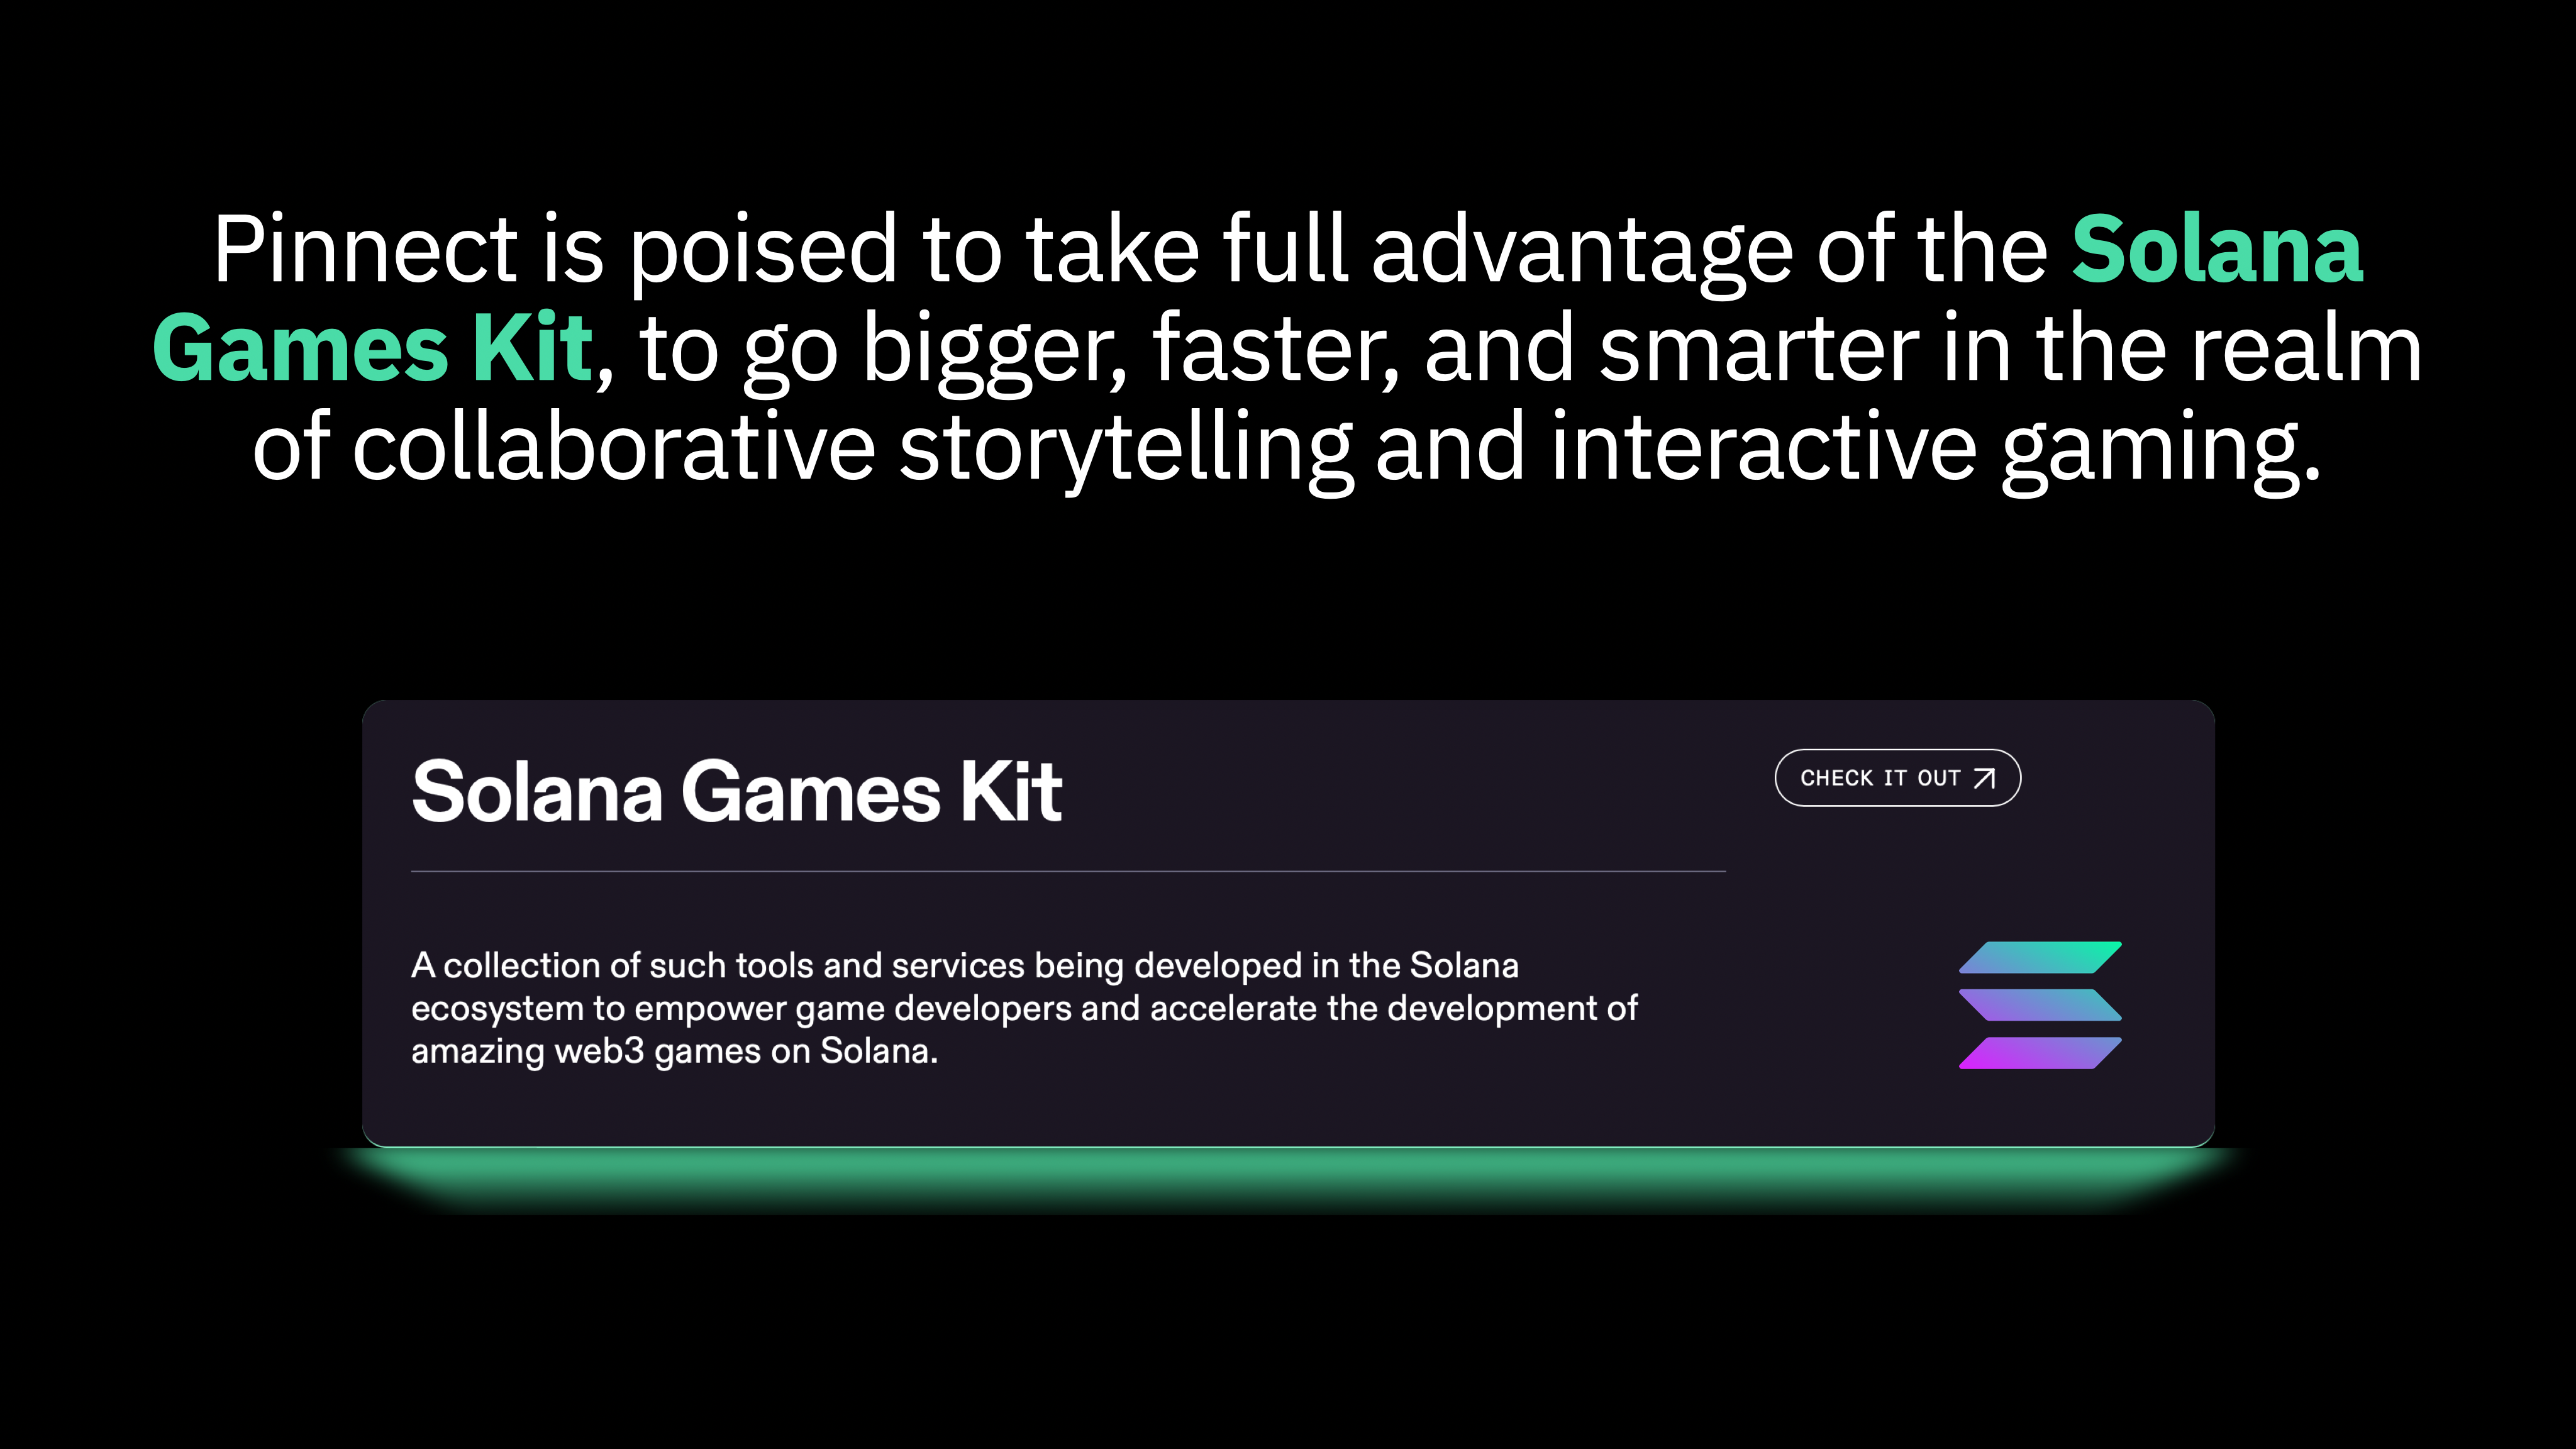 Pinnect is poised to take full advantage of the Solana
Games Kit, to go bigger, faster, and smarter in the realm
of collaborative storytelling and interactive gaming.
Solana Games Kit
CHECK IT OUT
A collection of such tools and services being developed in the Solana
ecosystem to empower game developers and accelerate the development of
amazing web3 games on Solana.